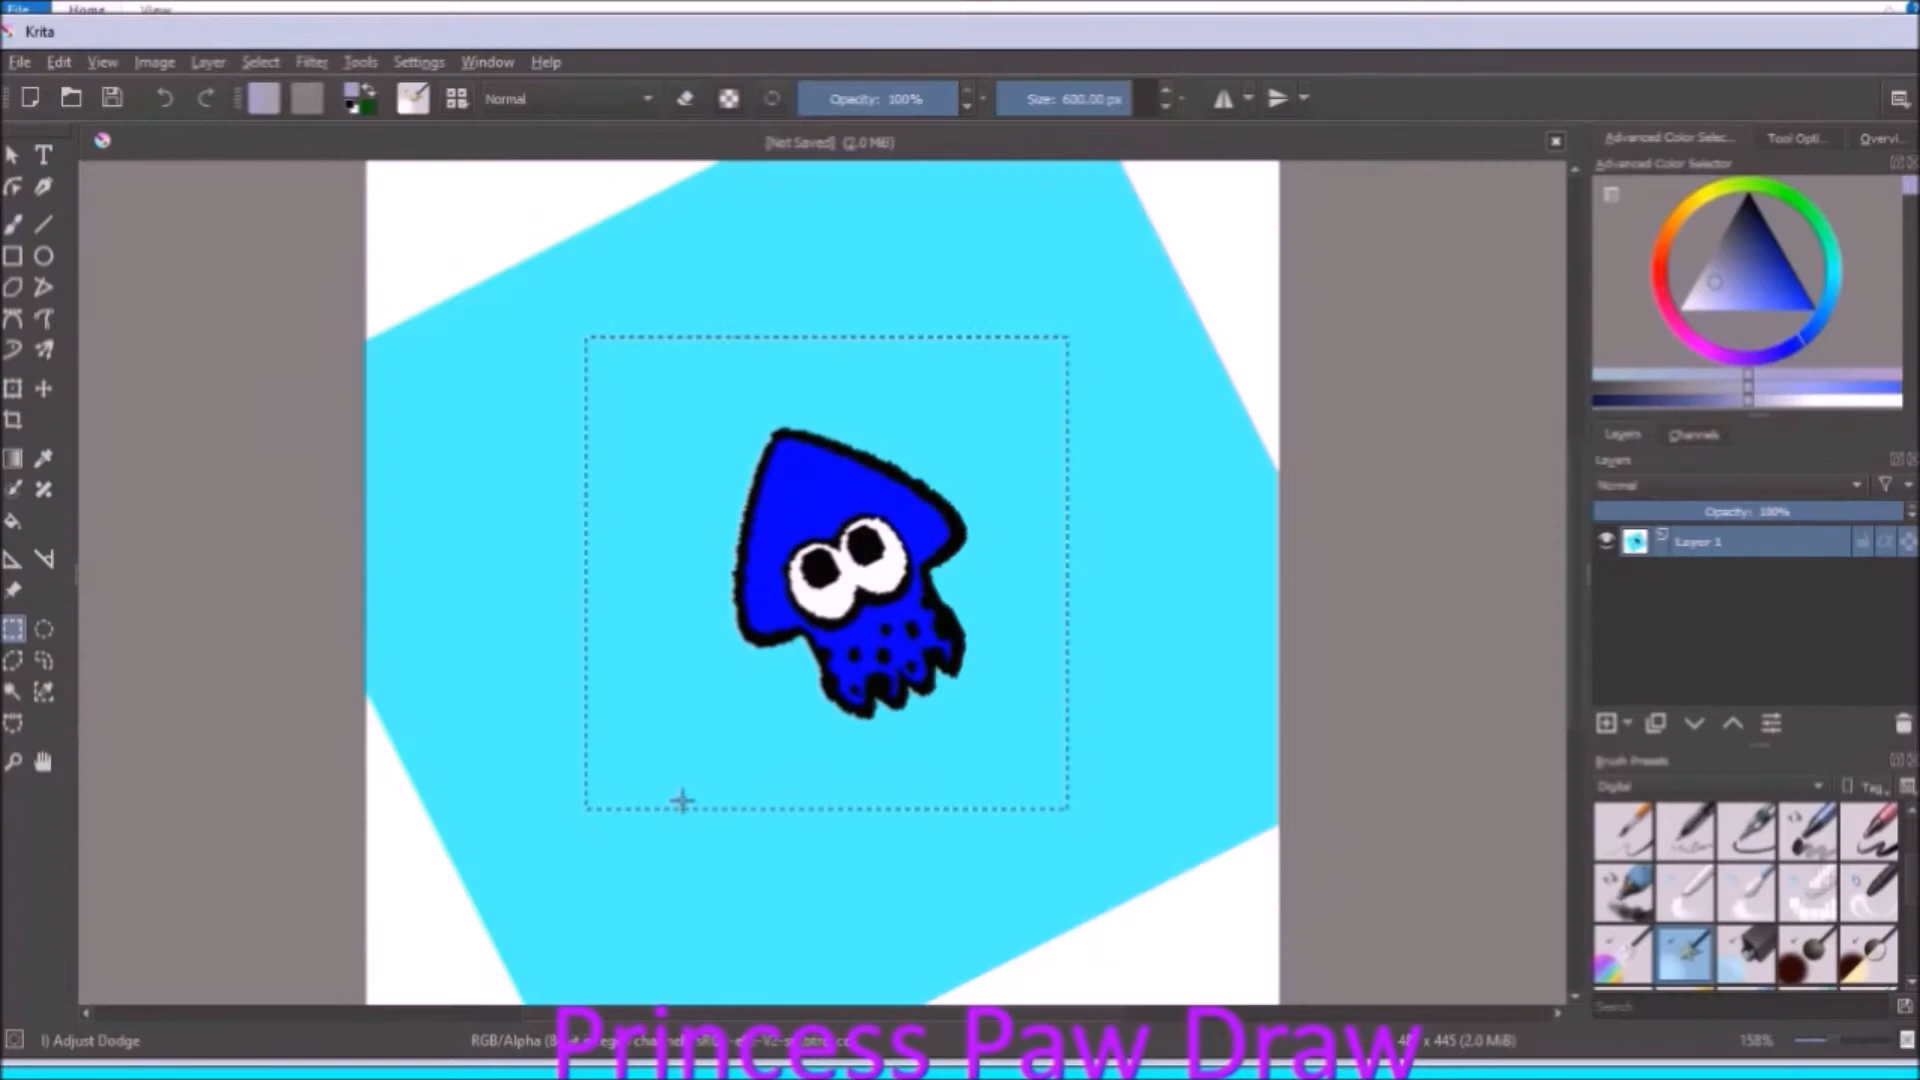 File Home View
Krita
File Edit View Image Layer Select Filter Tools Settings Window Help
Normal Opacity: 100% Size: 600.00 px
[Not Saved] (2.0 MiB)
Advanced Color Selec... Tool Opti... Overvi...
Advanced Color Selector
Layers Channels
Layers
Normal
Opacity: 100%
Layer 1
Brush Presets
Digital Tag
Search
Princess Paw Draw
I) Adjust Dodge RGB/Alpha x 445 (2.0 MiB) 158%